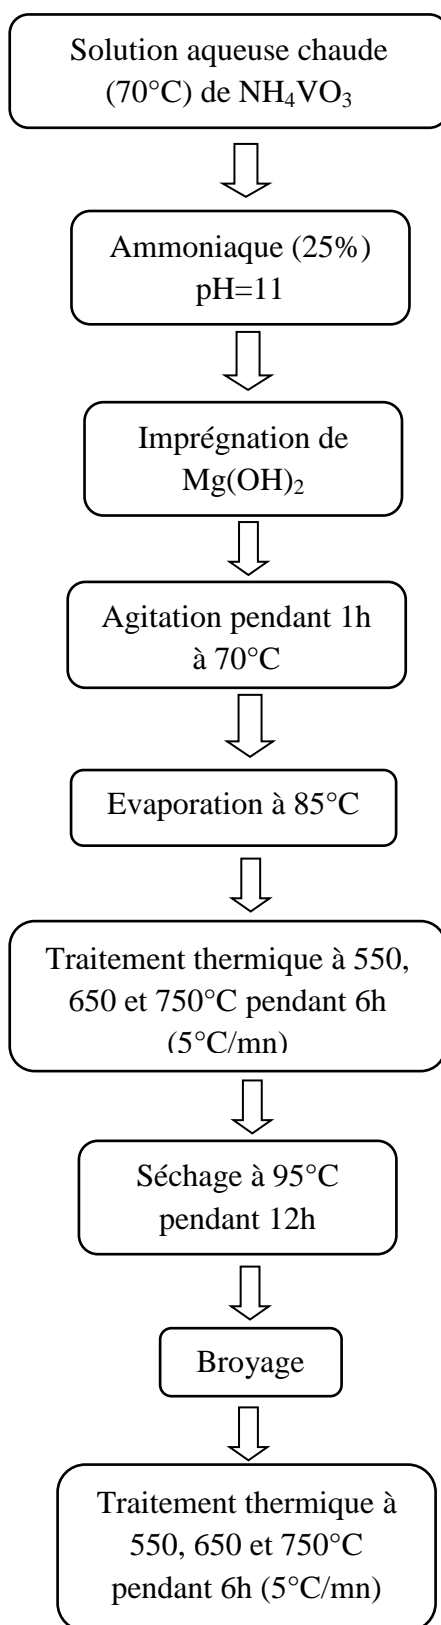 Solution aqueuse chaude
(70°C) de NH₄VO₃
Ammoniaque (25%)
pH=11
Imprégnation de
Mg(OH)₂
Agitation pendant 1h
à 70°C
Evaporation à 85°C
Traitement thermique à 550,
650 et 750°C pendant 6h
(5°C/mn)
Séchage à 95°C
pendant 12h
Broyage
Traitement thermique à
550, 650 et 750°C
pendant 6h (5°C/mn)